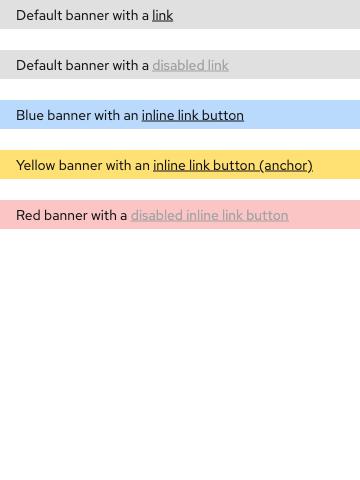 Default banner with a link
Default banner with a disabled link
Blue banner with an inline link button
Yellow banner with an inline link button (anchor)
Red banner with a disabled inline link button